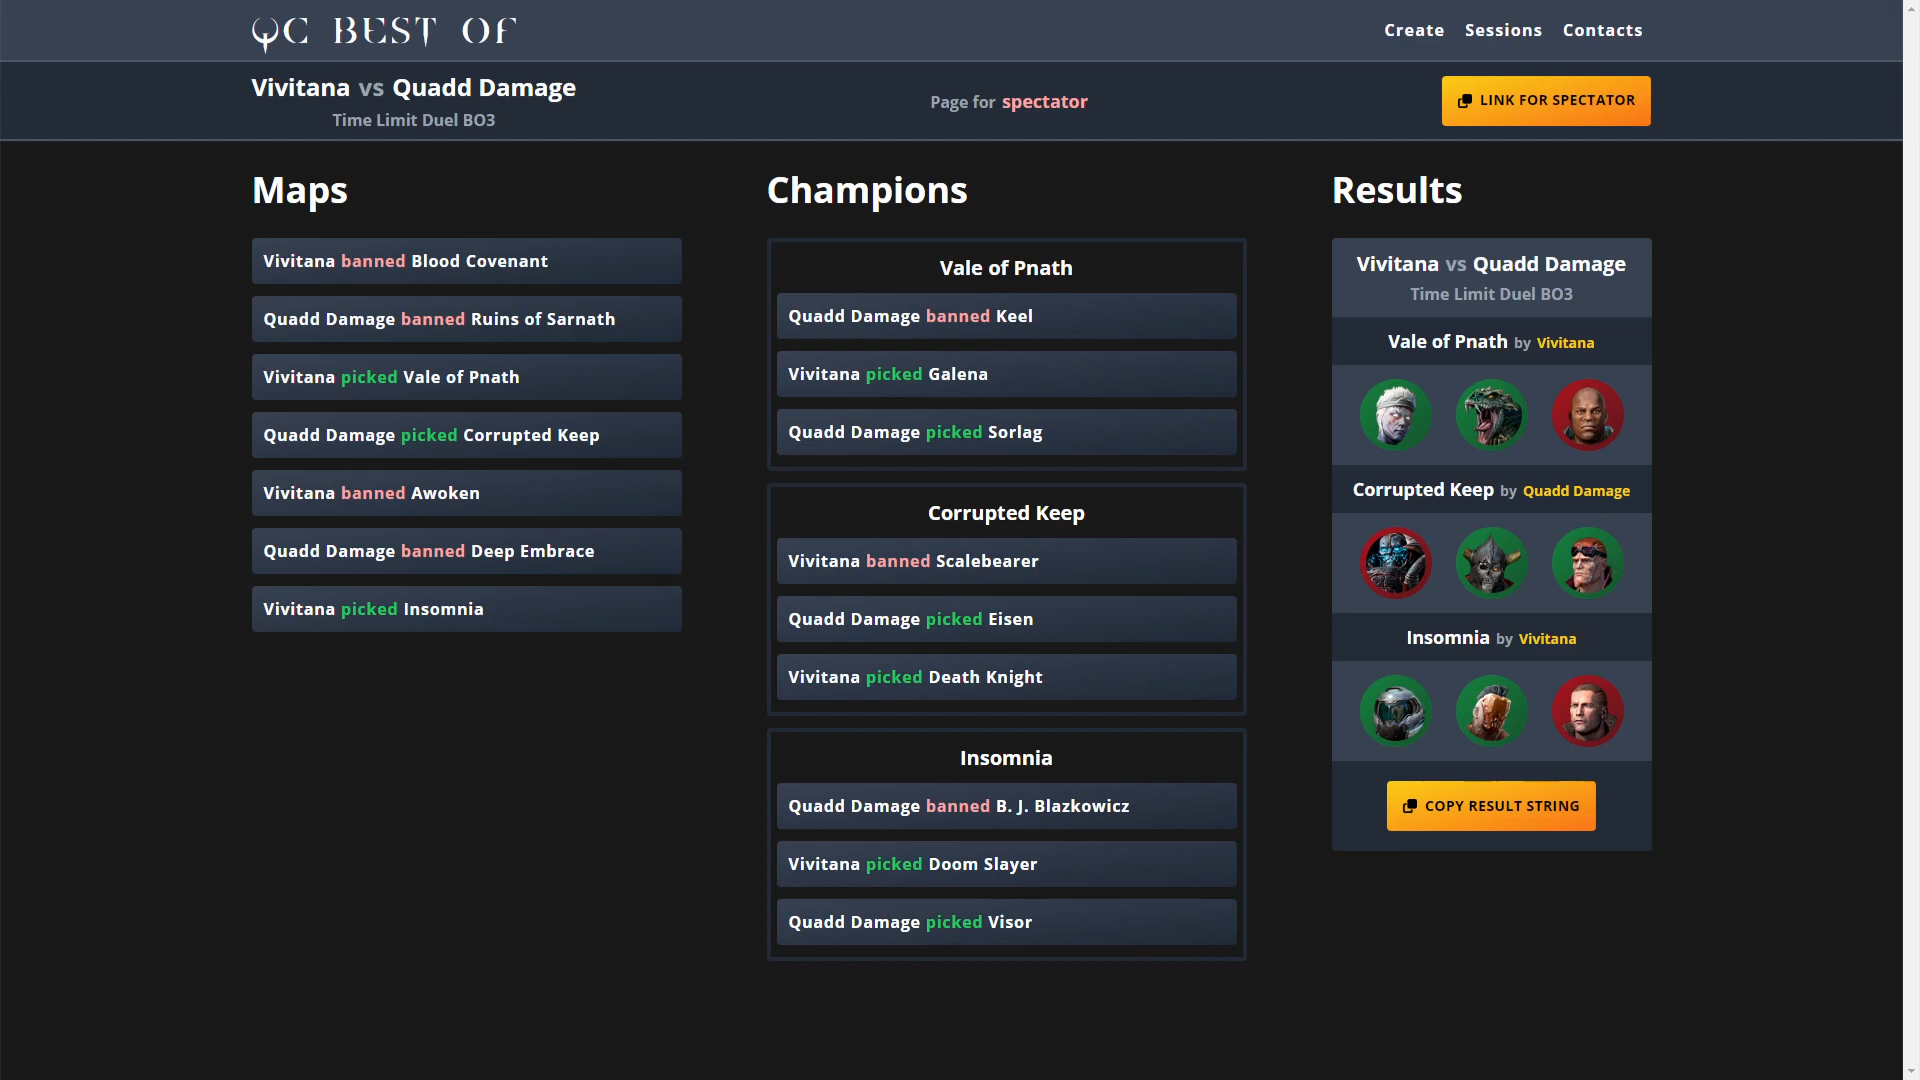 QC BEST OF
Create Sessions Contacts
Vivitana vs Quadd Damage
Time Limit Duel BO3
Page for spectator
LINK FOR SPECTATOR
Maps
Vivitana banned Blood Covenant
Quadd Damage banned Ruins of Sarnath
Vivitana picked Vale of Pnath
Quadd Damage picked Corrupted Keep
Vivitana banned Awoken
Quadd Damage banned Deep Embrace
Vivitana picked Insomnia
Champions
Vale of Pnath
Quadd Damage banned Keel
Vivitana picked Galena
Quadd Damage picked Sorlag
Corrupted Keep
Vivitana banned Scalebearer
Quadd Damage picked Eisen
Vivitana picked Death Knight
Insomnia
Quadd Damage banned B. J. Blazkowicz
Vivitana picked Doom Slayer
Quadd Damage picked Visor
Results
Vivitana vs Quadd Damage
Time Limit Duel BO3
Vale of Pnath by Vivitana
Corrupted Keep by Quadd Damage
Insomnia by Vivitana
COPY RESULT STRING